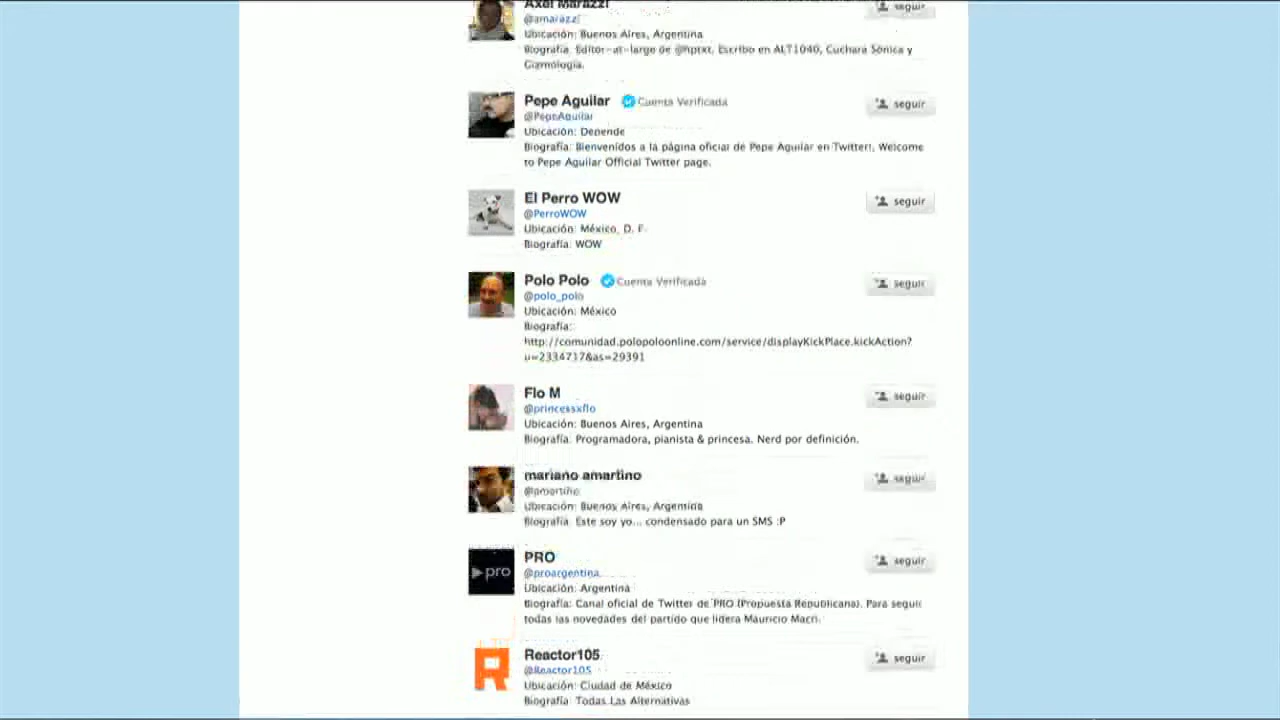 Axel Marazzi
seguir
@amarazzi
Ubicación: Buenos Aires, Argentina
Biografía: Editor-at-large de @hptxt. Escribo en ALT1040, Cuchara Sónica y
Gizmología.
Pepe Aguilar Cuenta Verificada
seguir
@PepeAguilar
Ubicación: Depende
Biografía: Bienvenidos a la página oficial de Pepe Aguilar en Twitter!, Welcome
to Pepe Aguilar Official Twitter page.
El Perro WOW
seguir
@PerroWOW
Ubicación: México, D. F.
Biografía: WOW
Polo Polo Cuenta Verificada
seguir
@polo_polo
Ubicación: México
Biografía:
http://comunidad.polopoloonline.com/service/displayKickPlace.kickAction?
u=2334717&as=29391
Flo M
seguir
@princessxflo
Ubicación: Buenos Aires, Argentina
Biografía: Programadora, pianista & princesa. Nerd por definición.
mariano amartino
seguir
@amartino
Ubicación: Buenos Aires, Argentina
Biografía: Este soy yo... condensado para un SMS :P
PRO
pro
seguir
@proargentina
Ubicación: Argentina
Biografía: Canal oficial de Twitter de PRO (Propuesta Republicana). Para seguir
todas las novedades del partido que lidera Mauricio Macri.
Reactor105
R
seguir
@Reactor105
Ubicación: Ciudad de México
Biografía: Todas Las Alternativas